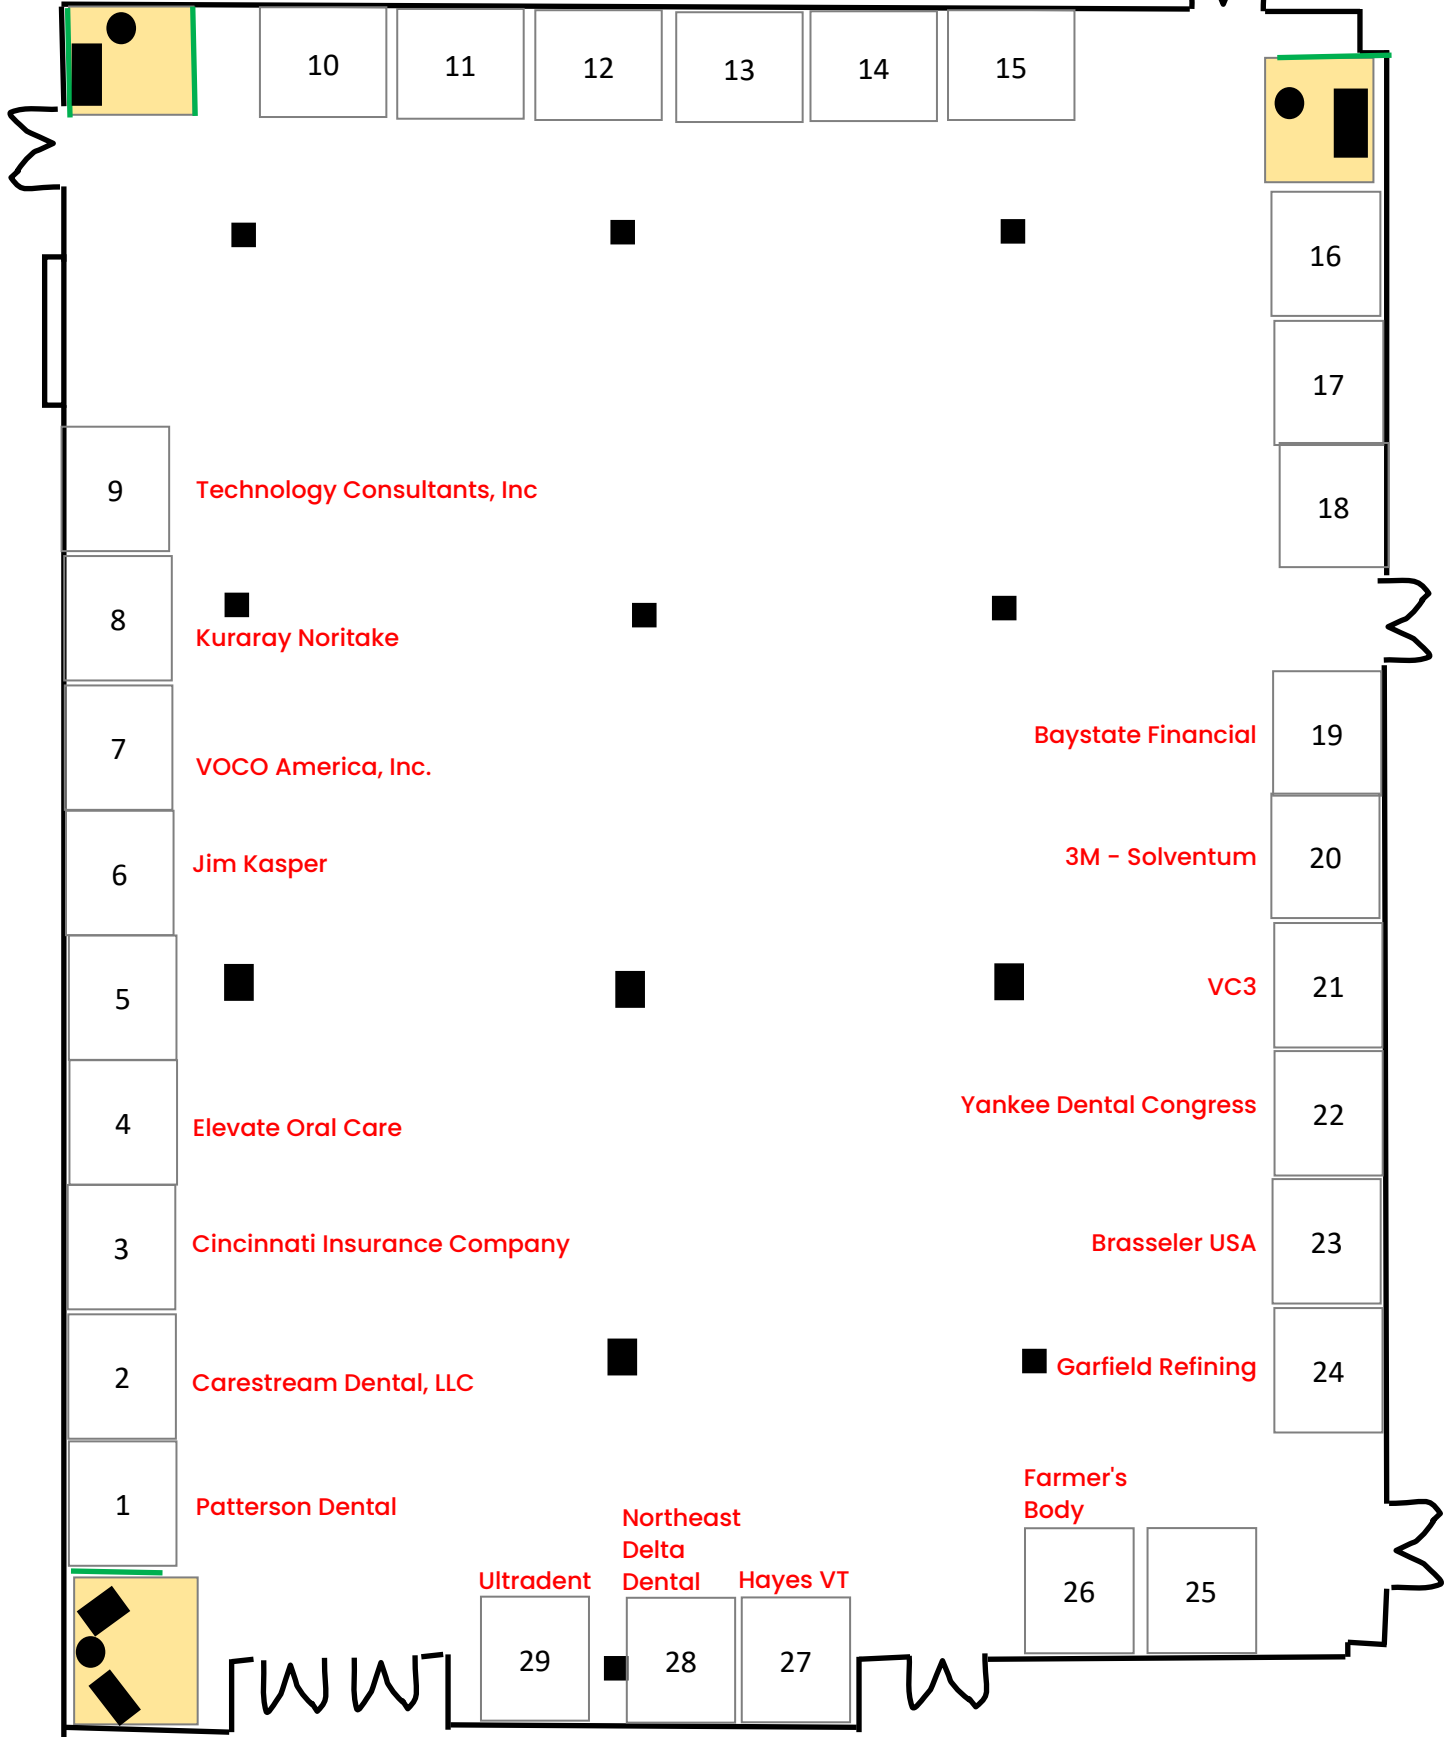 10
11
12
13
14
15
16
17
18
9
Technology Consultants, Inc
8
Kuraray Noritake
7
VOCO America, Inc.
Baystate Financial
19
6
Jim Kasper
3M - Solventum
20
5
VC3
21
4
Elevate Oral Care
Yankee Dental Congress
22
3
Cincinnati Insurance Company
Brasseler USA
23
2
Carestream Dental, LLC
Garfield Refining
24
1
Patterson Dental
Farmer's
Body
26
25
Ultradent
29
Northeast
Delta
Dental
28
Hayes VT
27